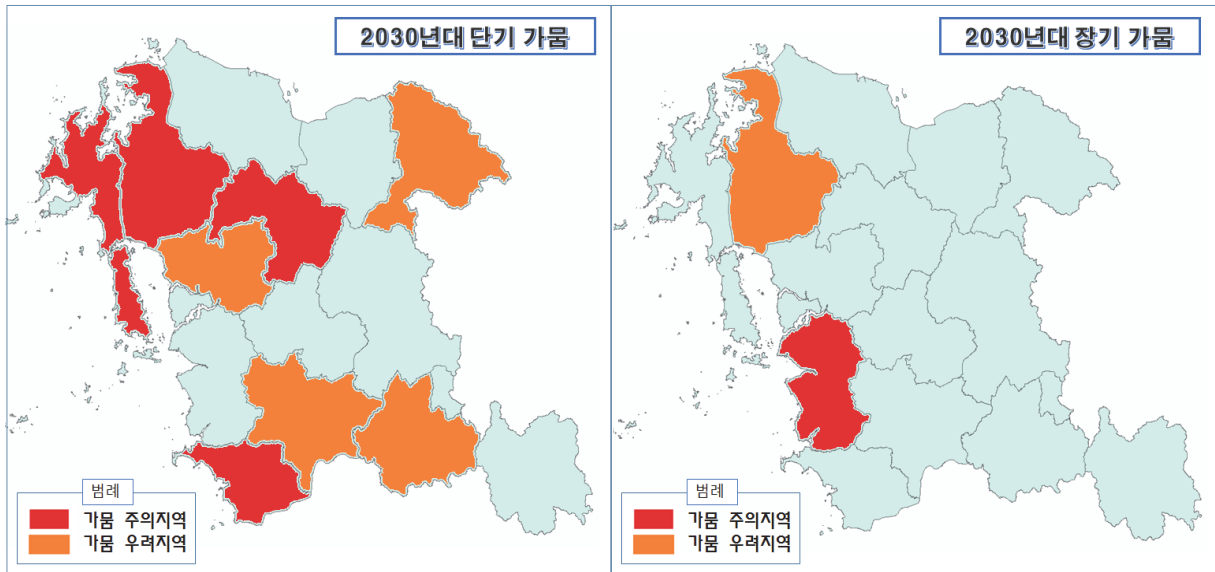 2030년대 단기 가뭄
범례
가뭄 주의지역
가뭄 우려지역
2030년대 장기 가뭄
범례
가뭄 주의지역
가뭄 우려지역